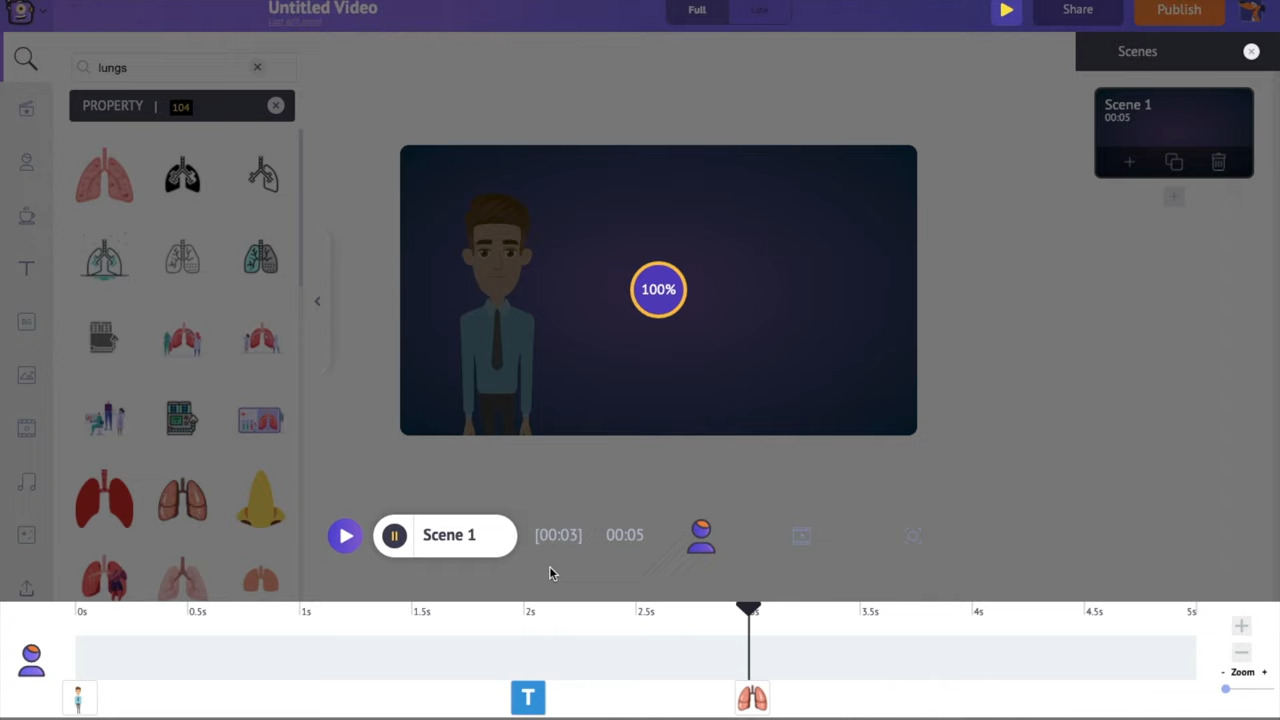 Untitled Video
Full
Lite
Share
Publish
lungs
Scenes
PROPERTY | 104
Scene 1
00:05
100%
Scene 1
[00:03]
00:05
0s
0.5s
1s
1.5s
2s
2.5s
3.5s
4s
4.5s
5s
T
- Zoom +